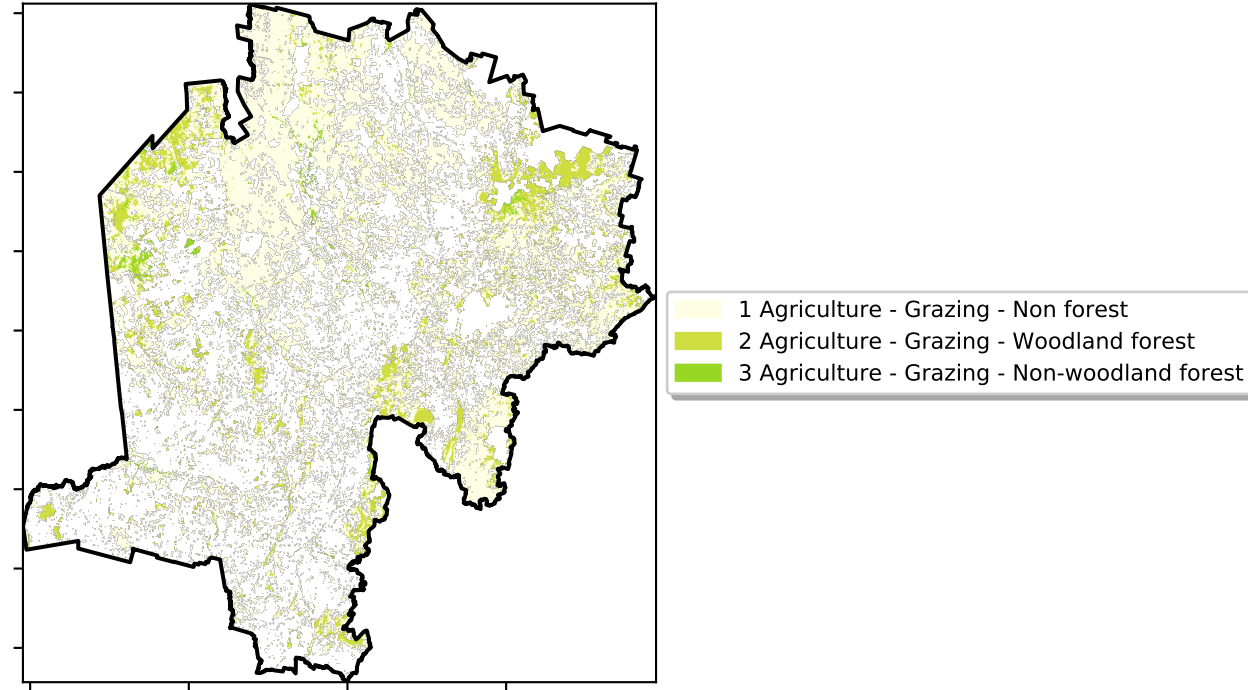 1 Agriculture - Grazing - Non forest
2 Agriculture - Grazing - Woodland forest
3 Agriculture - Grazing - Non-woodland forest